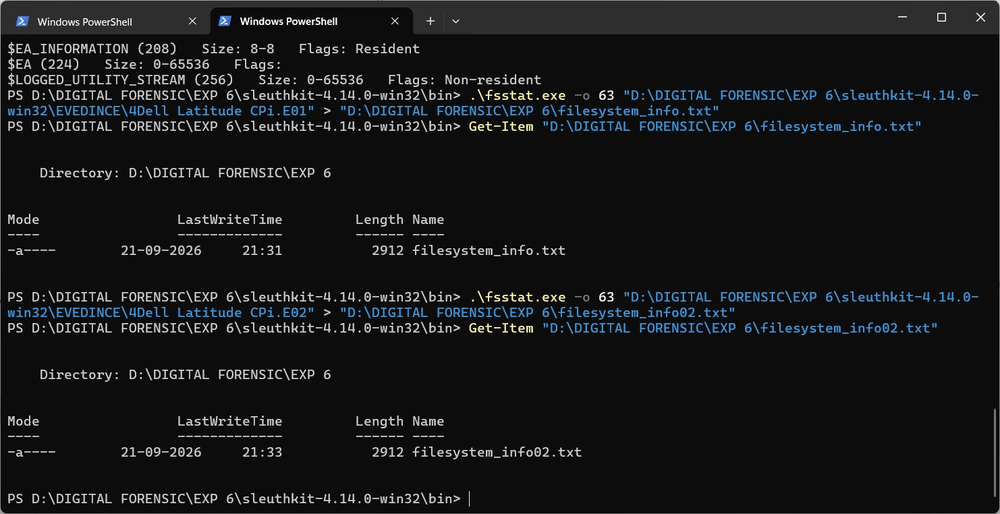 Windows PowerShell
Windows PowerShell
$EA_INFORMATION (208)   Size: 8-8   Flags: Resident
$EA (224)   Size: 0-65536   Flags:
$LOGGED_UTILITY_STREAM (256)   Size: 0-65536   Flags: Non-resident
PS D:\DIGITAL FORENSIC\EXP 6\sleuthkit-4.14.0-win32\bin> .\fsstat.exe -o 63 "D:\DIGITAL FORENSIC\EXP 6\sleuthkit-4.14.0-
win32\EVEDINCE\4Dell Latitude CPi.E01" > "D:\DIGITAL FORENSIC\EXP 6\filesystem_info.txt"
PS D:\DIGITAL FORENSIC\EXP 6\sleuthkit-4.14.0-win32\bin> Get-Item "D:\DIGITAL FORENSIC\EXP 6\filesystem_info.txt"
    Directory: D:\DIGITAL FORENSIC\EXP 6
Mode                 LastWriteTime         Length Name
----                 -------------         ------ ----
-a----        21-09-2026     21:31           2912 filesystem_info.txt
PS D:\DIGITAL FORENSIC\EXP 6\sleuthkit-4.14.0-win32\bin> .\fsstat.exe -o 63 "D:\DIGITAL FORENSIC\EXP 6\sleuthkit-4.14.0-
win32\EVEDINCE\4Dell Latitude CPi.E02" > "D:\DIGITAL FORENSIC\EXP 6\filesystem_info02.txt"
PS D:\DIGITAL FORENSIC\EXP 6\sleuthkit-4.14.0-win32\bin> Get-Item "D:\DIGITAL FORENSIC\EXP 6\filesystem_info02.txt"
    Directory: D:\DIGITAL FORENSIC\EXP 6
Mode                 LastWriteTime         Length Name
----                 -------------         ------ ----
-a----        21-09-2026     21:33           2912 filesystem_info02.txt
PS D:\DIGITAL FORENSIC\EXP 6\sleuthkit-4.14.0-win32\bin>